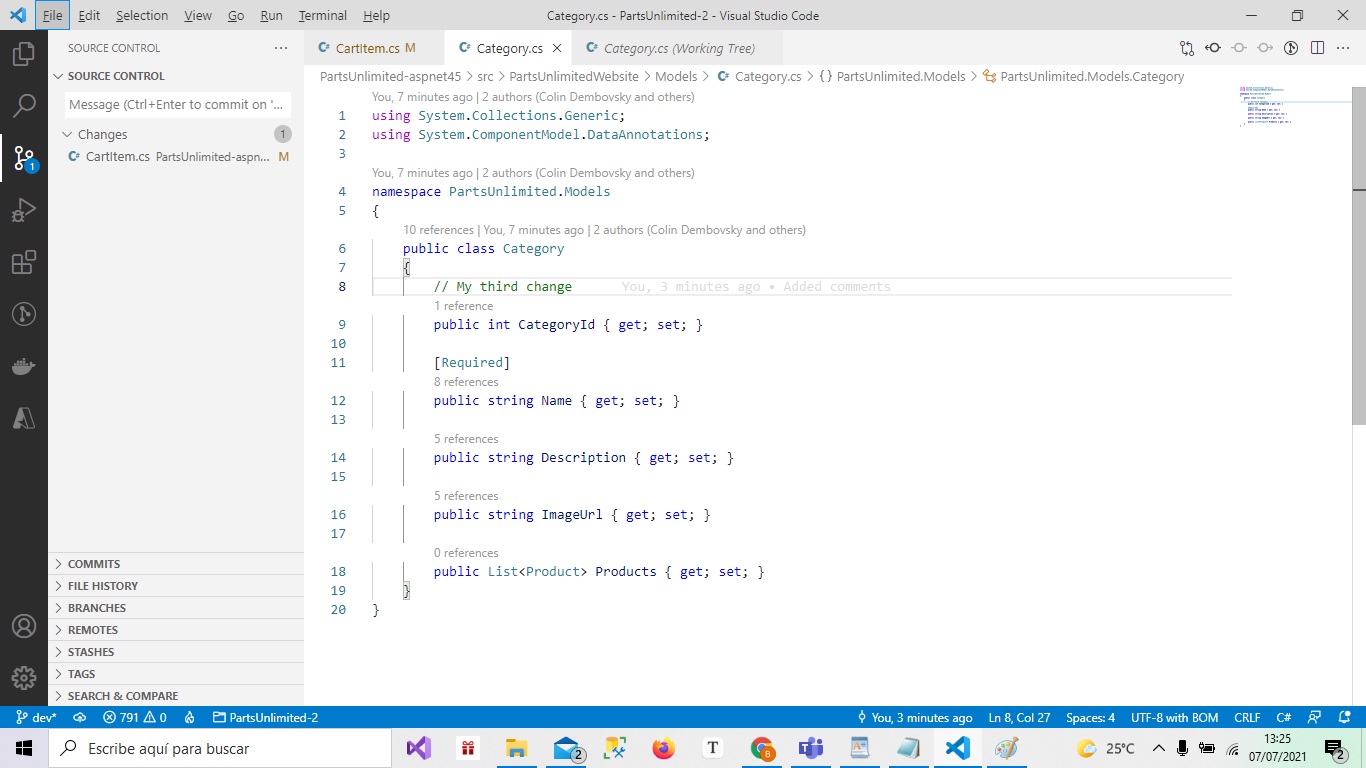 File Edit Selection View Go Run Terminal Help Category.cs - PartsUnlimited-2 - Visual Studio Code
SOURCE CONTROL
SOURCE CONTROL
Message (Ctrl+Enter to commit on '...
Changes 1
CartItem.cs PartsUnlimited-aspn... M
1
COMMITS
FILE HISTORY
BRANCHES
REMOTES
STASHES
TAGS
SEARCH & COMPARE
CartItem.cs M Category.cs Category.cs (Working Tree)
PartsUnlimited-aspnet45 > src > PartsUnlimitedWebsite > Models > Category.cs > {} PartsUnlimited.Models > PartsUnlimited.Models.Category
You, 7 minutes ago | 2 authors (Colin Dembovsky and others)
1 using System.Collections.Generic;
2 using System.ComponentModel.DataAnnotations;
3
You, 7 minutes ago | 2 authors (Colin Dembovsky and others)
4 namespace PartsUnlimited.Models
5 {
10 references | You, 7 minutes ago | 2 authors (Colin Dembovsky and others)
6 public class Category
7 {
8 // My third change You, 3 minutes ago • Added comments
1 reference
9 public int CategoryId { get; set; }
10
11 [Required]
8 references
12 public string Name { get; set; }
13
5 references
14 public string Description { get; set; }
15
5 references
16 public string ImageUrl { get; set; }
17
0 references
18 public List<Product> Products { get; set; }
19 }
20 }
dev* 791 0 PartsUnlimited-2 You, 3 minutes ago Ln 8, Col 27 Spaces: 4 UTF-8 with BOM CRLF C#
Escribe aquí para buscar 2 T B 25°C 13:25
07/07/2021 2